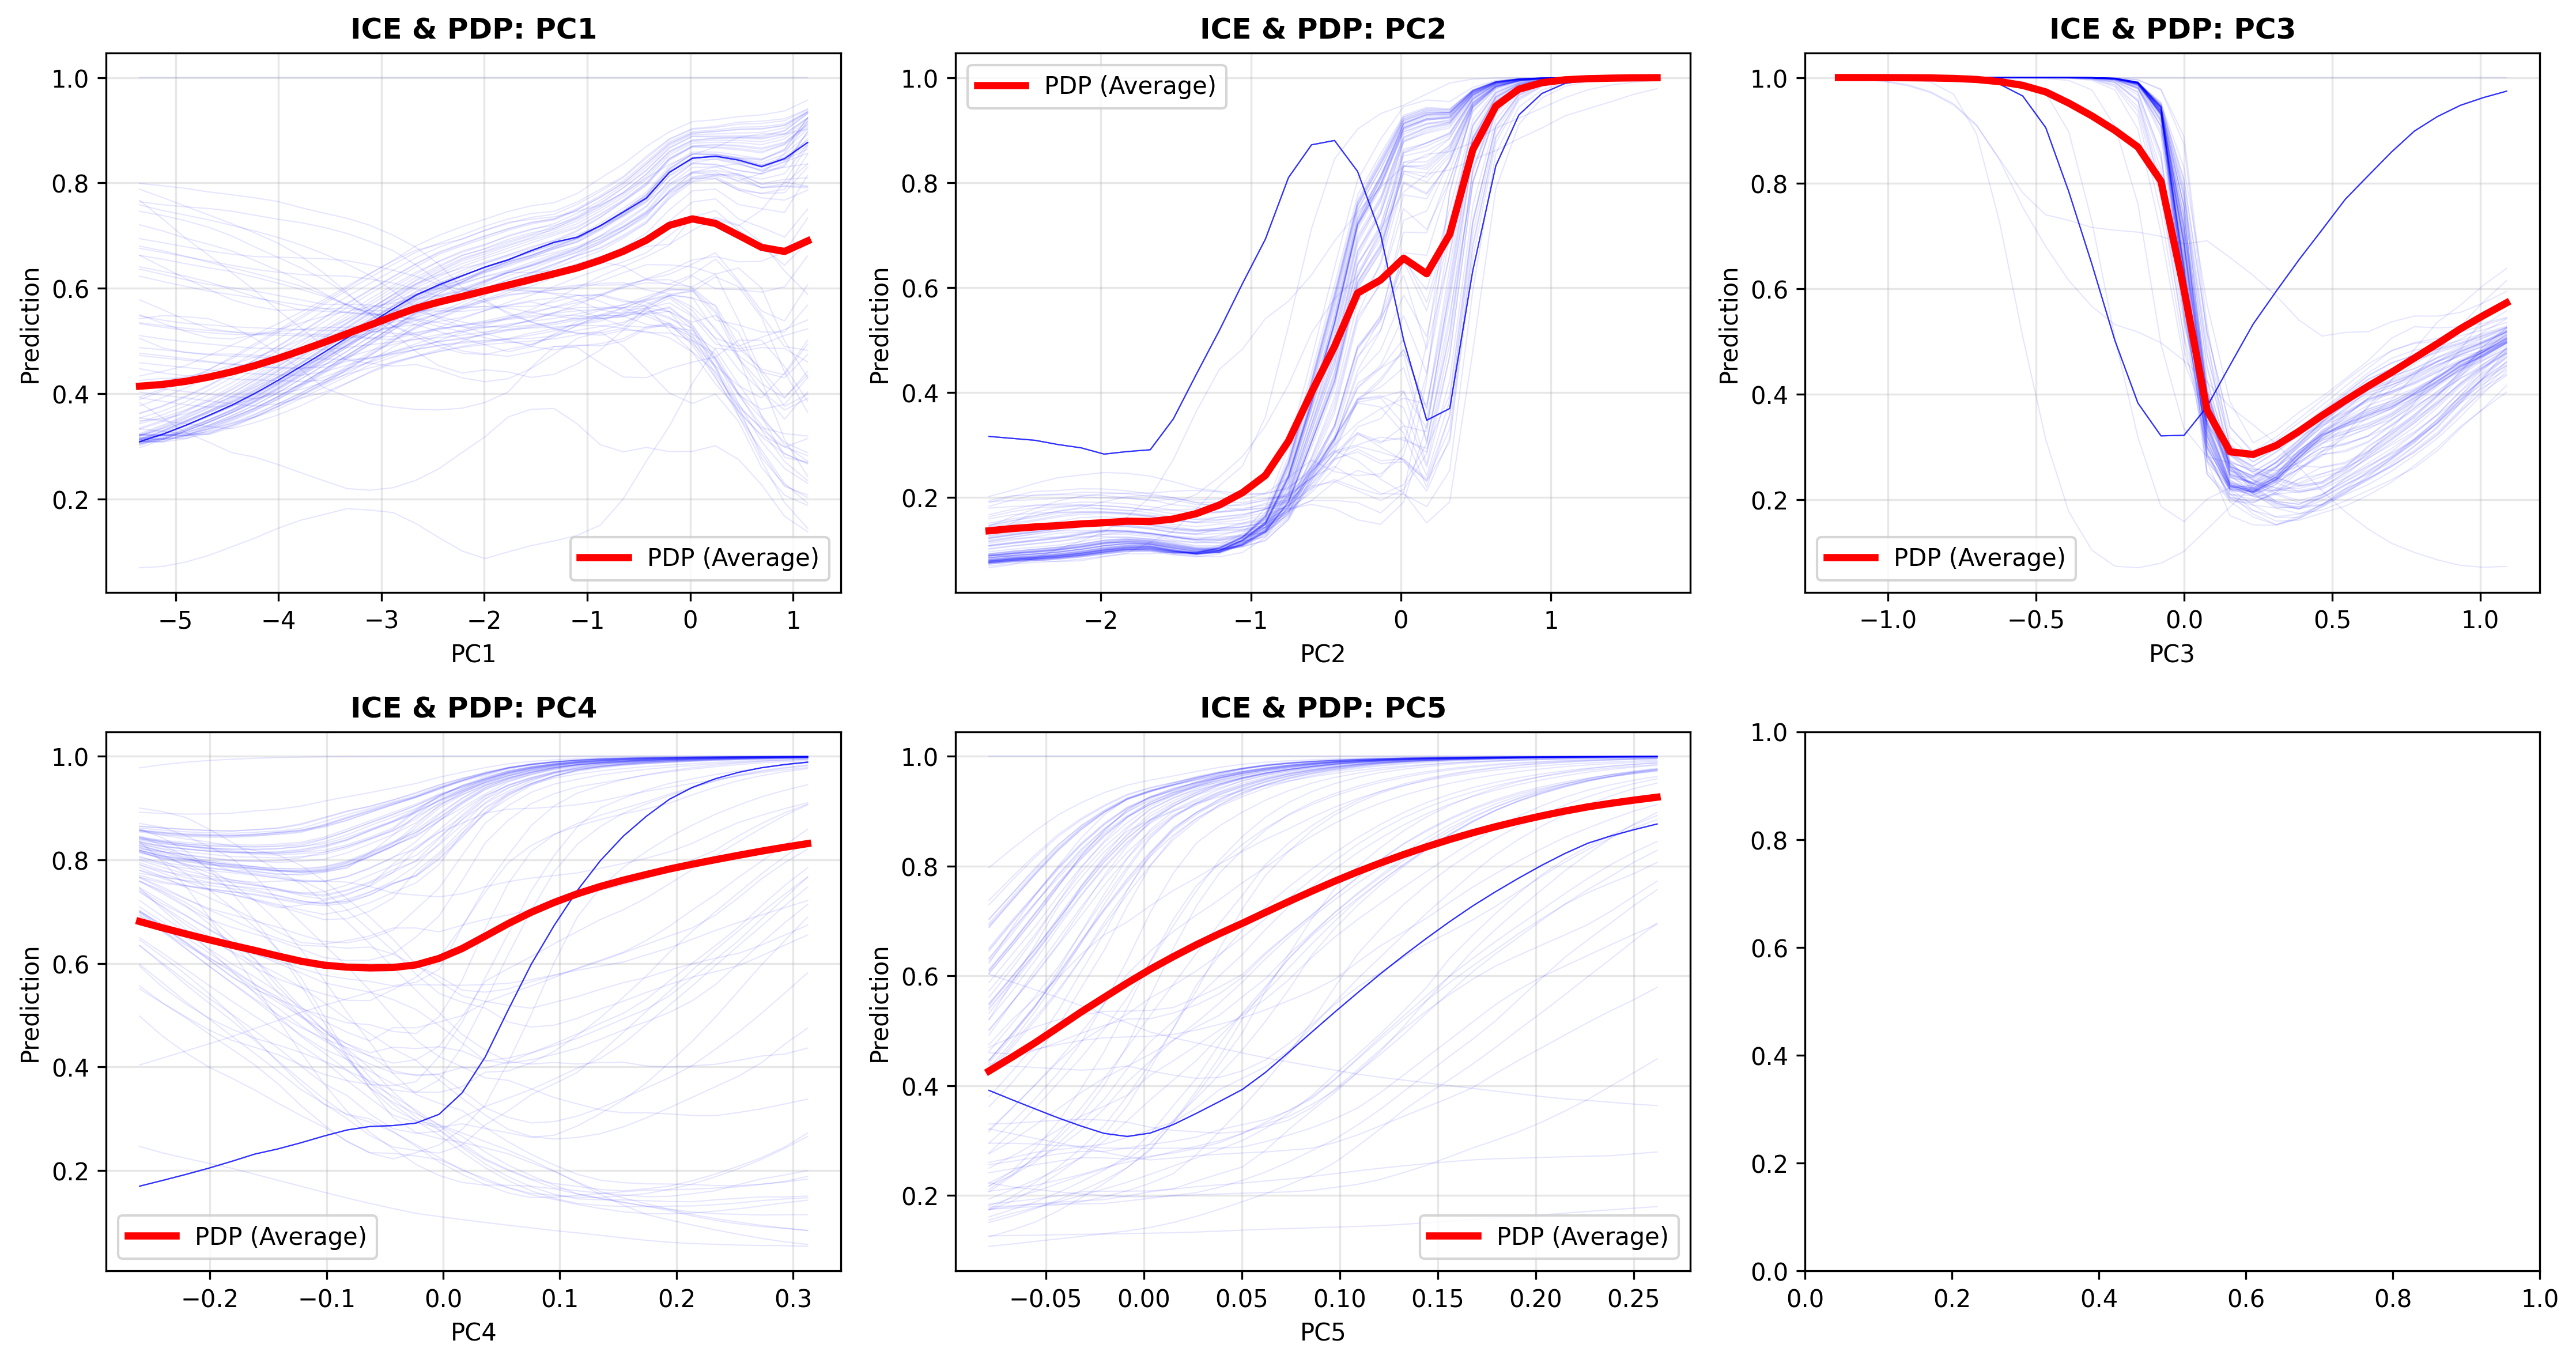 ICE & PDP: PC1
1.0
0.8
0.6
0.4
0.2
Prediction
PDP (Average)
−5 −4 −3 −2 −1 0 1
PC1
ICE & PDP: PC2
PDP (Average)
1.0
0.8
0.6
0.4
0.2
Prediction
−2 −1 0 1
PC2
ICE & PDP: PC3
1.0
0.8
0.6
0.4
0.2
Prediction
PDP (Average)
−1.0 −0.5 0.0 0.5 1.0
PC3
ICE & PDP: PC4
1.0
0.8
0.6
0.4
0.2
Prediction
PDP (Average)
−0.2 −0.1 0.0 0.1 0.2 0.3
PC4
ICE & PDP: PC5
1.0
0.8
0.6
0.4
0.2
Prediction
PDP (Average)
−0.05 0.00 0.05 0.10 0.15 0.20 0.25
PC5
1.0
0.8
0.6
0.4
0.2
0.0
0.0 0.2 0.4 0.6 0.8 1.0